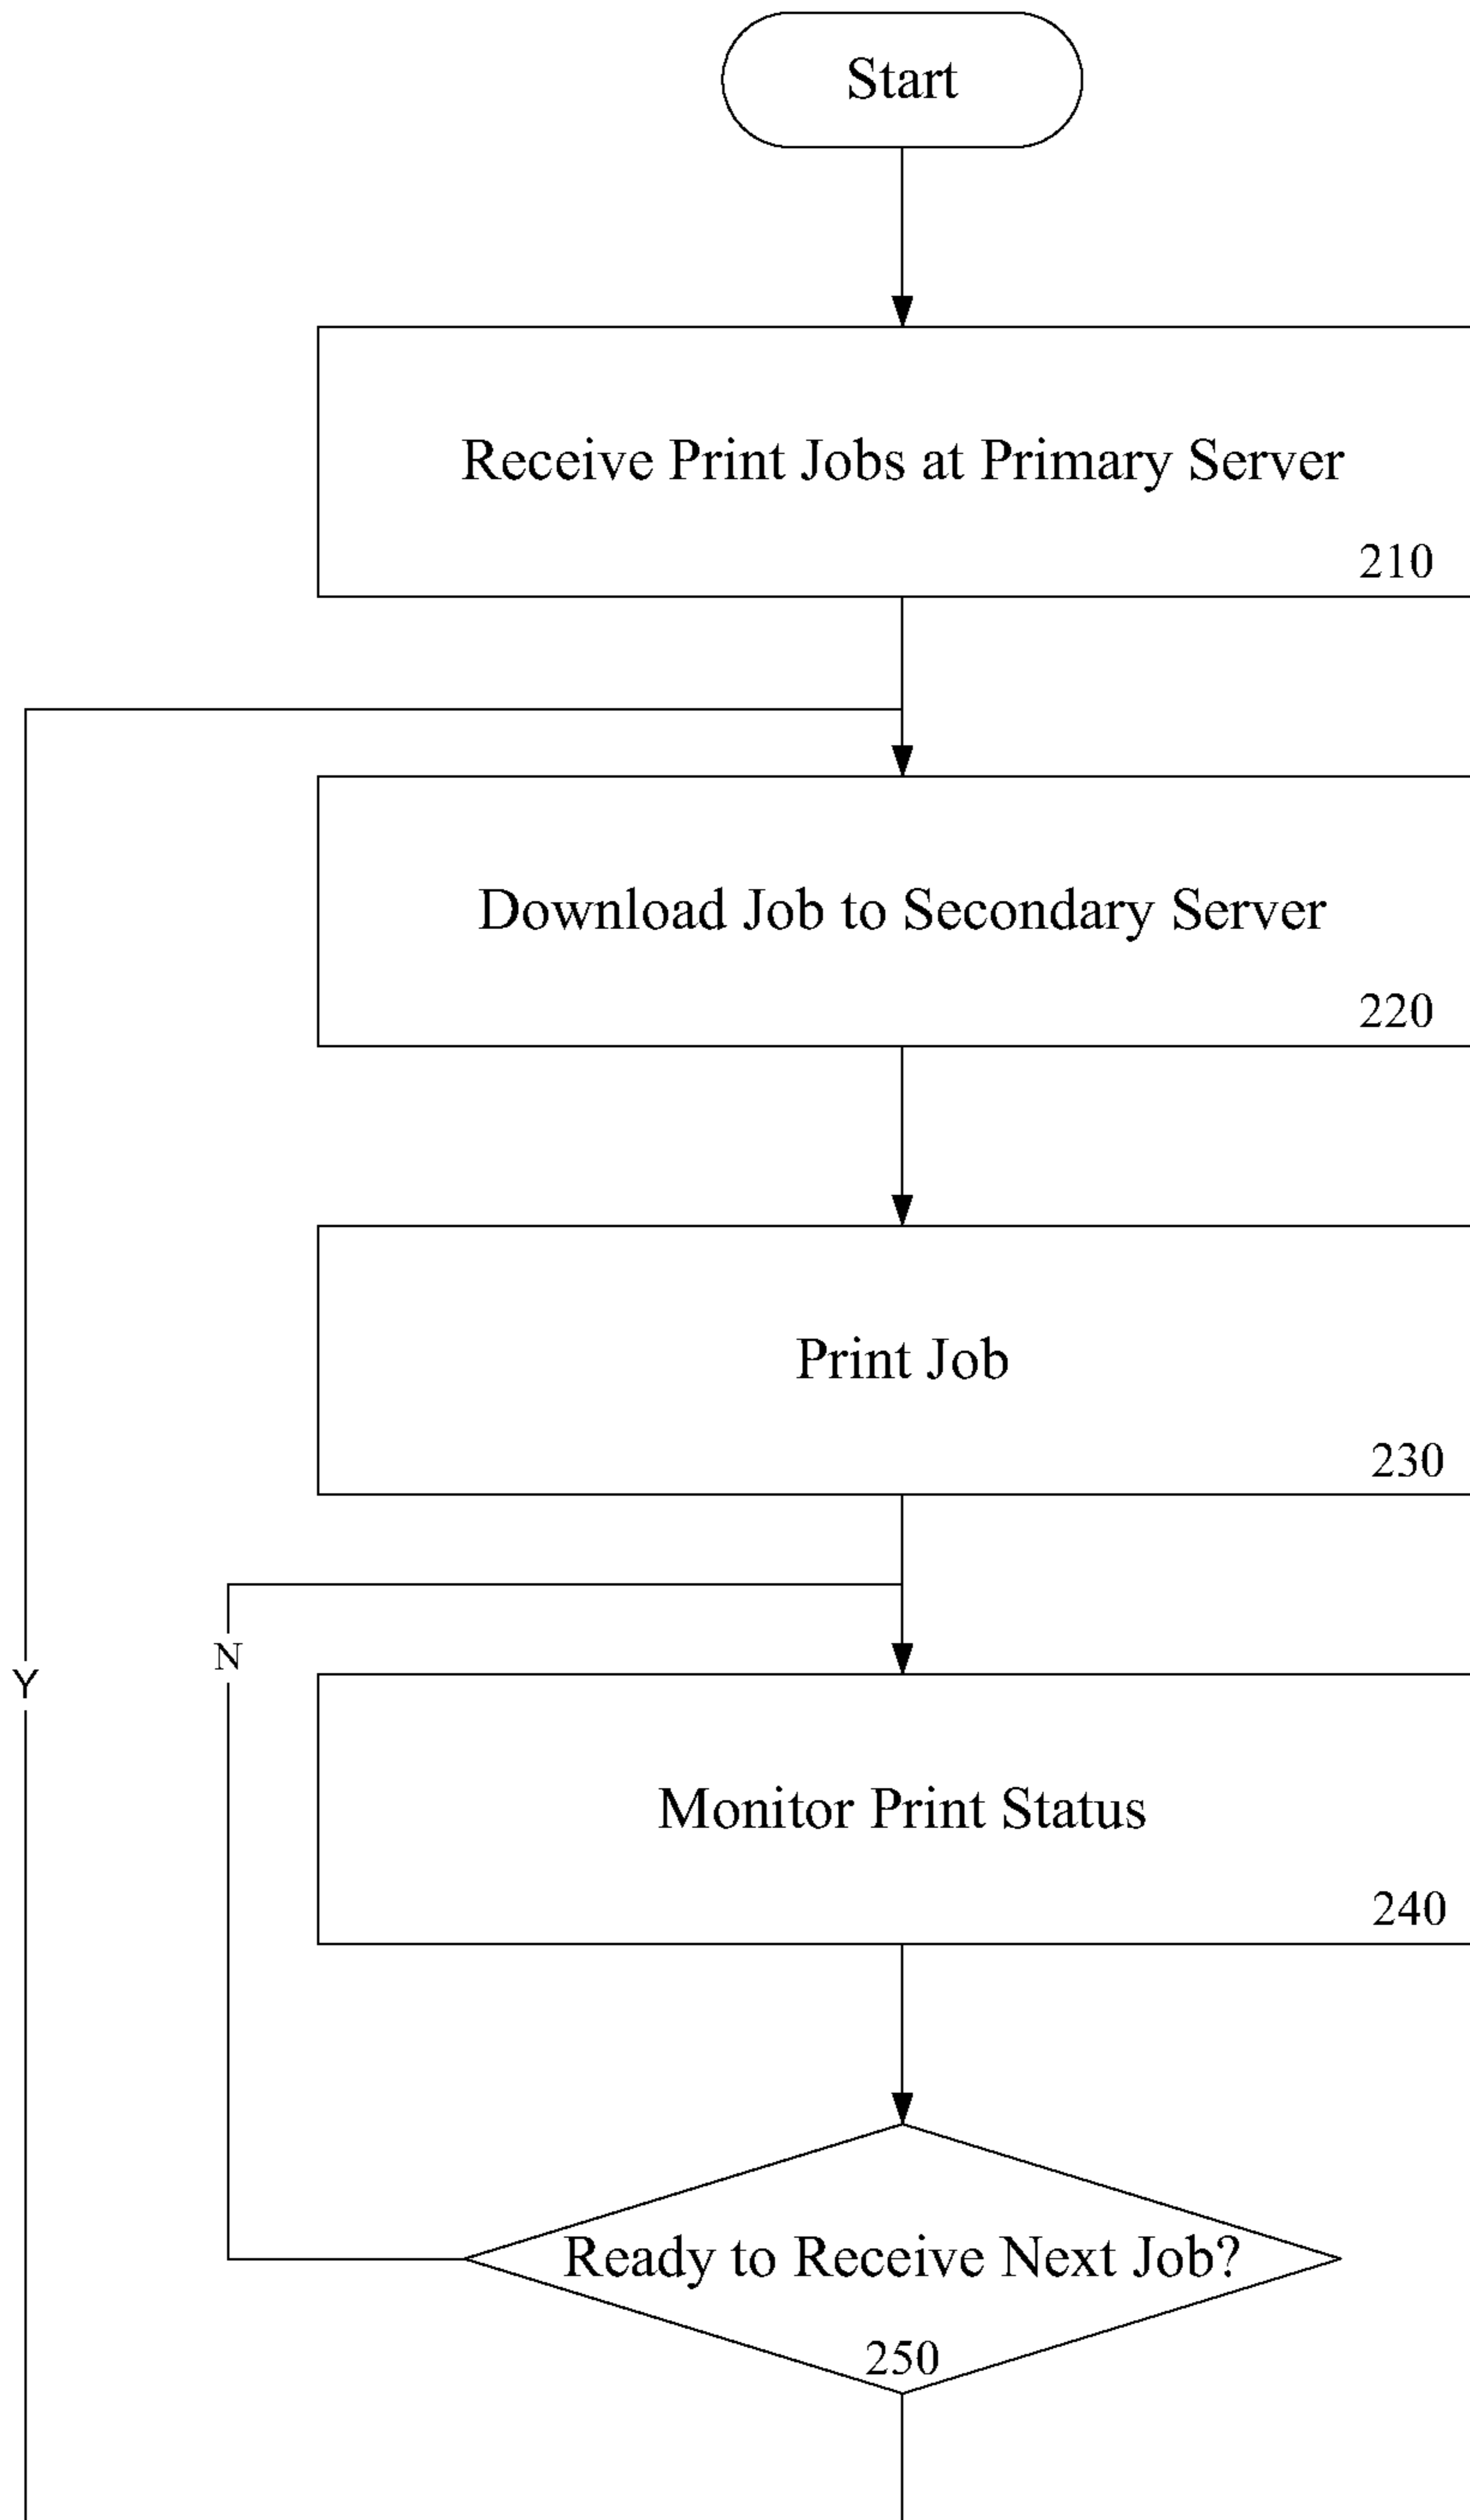 Start
Receive Print Jobs at Primary Server
210
Download Job to Secondary Server
220
Print Job
230
N
Y
Monitor Print Status
240
Ready to Receive Next Job?
250